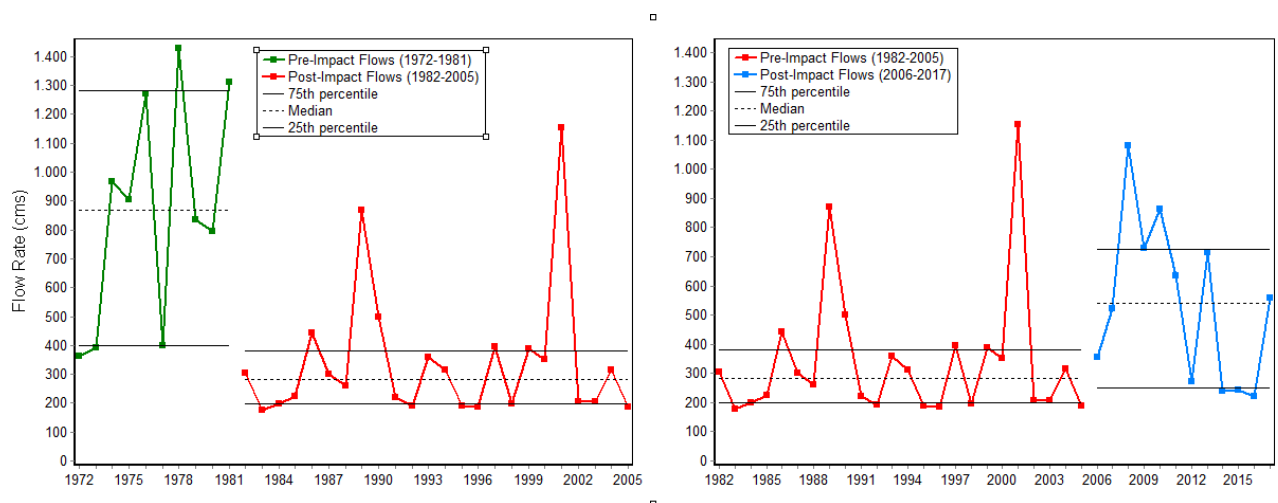 Flow Rate (cms)
1.400
1.300
1.200
1.100
1.000
900
800
700
600
500
400
300
200
100
0
Pre-Impact Flows (1972-1981)
Post-Impact Flows (1982-2005)
75th percentile
Median
25th percentile
1972 1975 1978 1981 1984 1987 1990 1993 1996 1999 2002 2005
1.400
1.300
1.200
1.100
1.000
900
800
700
600
500
400
300
200
100
0
Pre-Impact Flows (1982-2005)
Post-Impact Flows (2006-2017)
75th percentile
Median
25th percentile
1982 1985 1988 1991 1994 1997 2000 2003 2006 2009 2012 2015